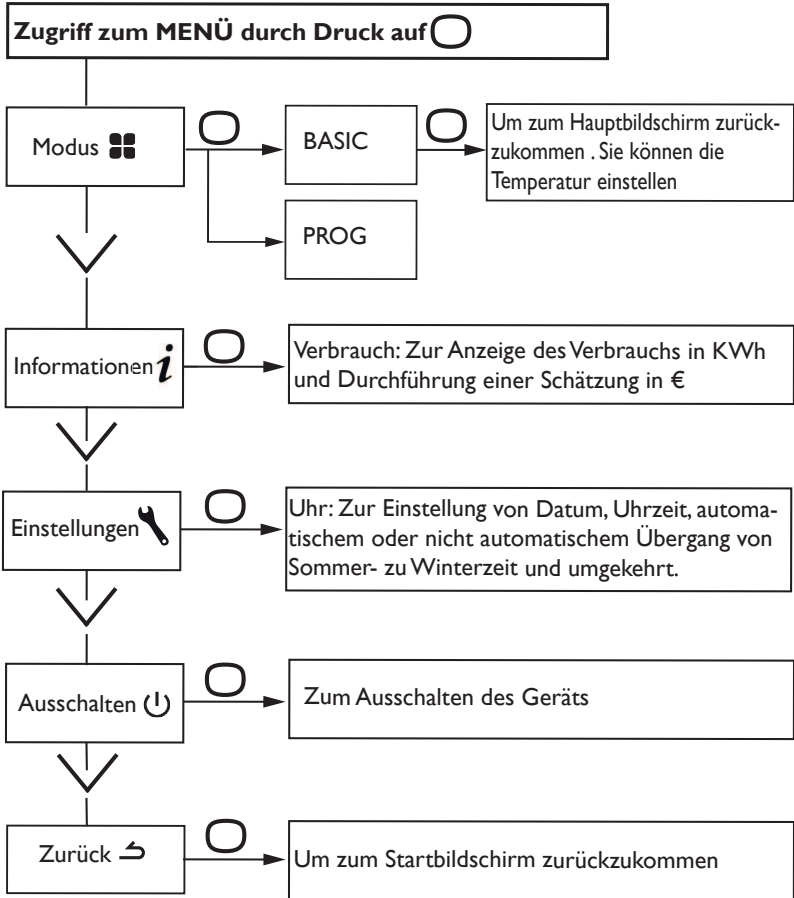 Zugriff zum MENÜ durch Druck auf
Modus
BASIC
Um zum Hauptbildschirm zurück-
zukommen . Sie können die
Temperatur einstellen
PROG
Informationen i
Verbrauch: Zur Anzeige des Verbrauchs in KWh
und Durchführung einer Schätzung in €
Einstellungen
Uhr: Zur Einstellung von Datum, Uhrzeit, automa-
tischem oder nicht automatischem Übergang von
Sommer- zu Winterzeit und umgekehrt.
Ausschalten
Zum Ausschalten des Geräts
Zurück
Um zum Startbildschirm zurückzukommen